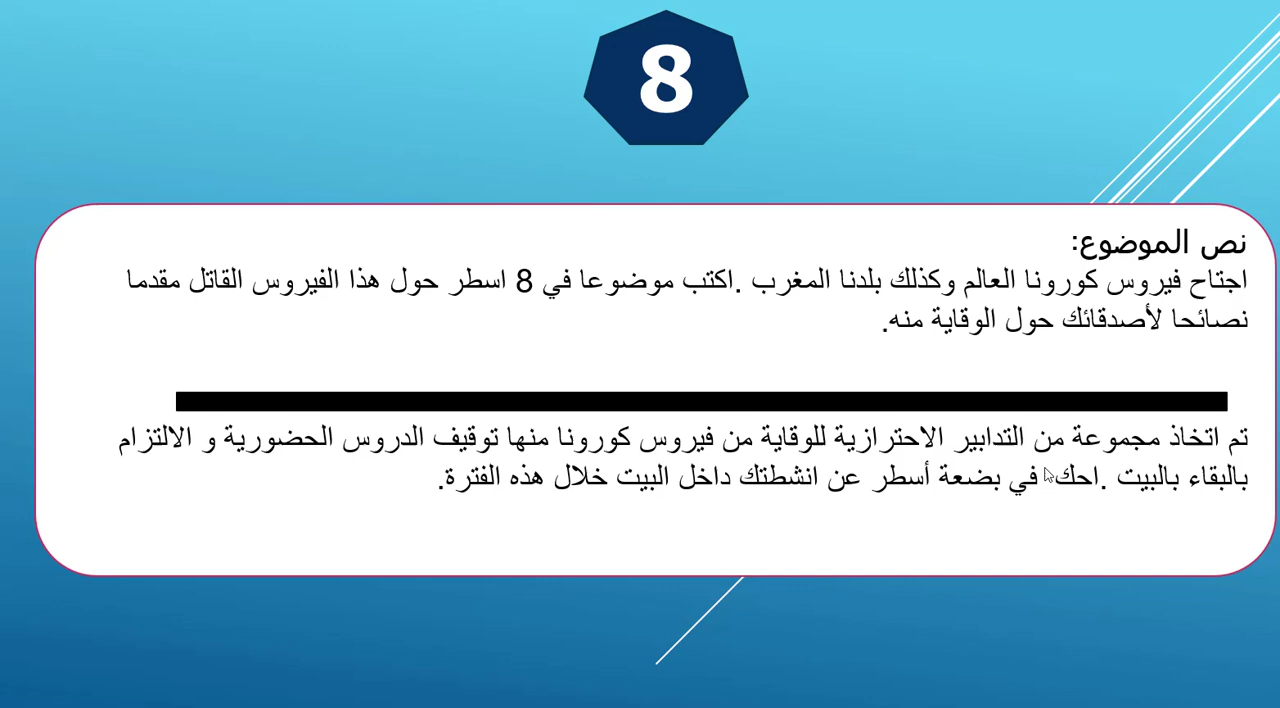 8
نص الموضوع:
اجتاح فيروس كورونا العالم وكذلك بلدنا المغرب .اكتب موضوعا في 8 اسطر حول هذا الفيروس القاتل مقدما
نصائحا لأصدقائك حول الوقاية منه.
تم اتخاذ مجموعة من التدابير الاحترازية للوقاية من فيروس كورونا منها توقيف الدروس الحضورية و الالتزام
بالبقاء بالبيت .احك في بضعة أسطر عن انشطتك داخل البيت خلال هذه الفترة.